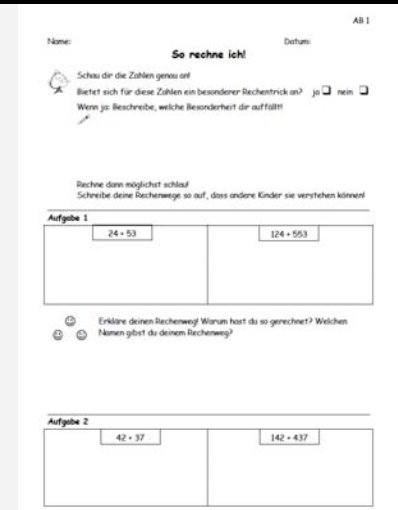 AB 1
Name: Datum:
So rechne ich!
Schau dir die Zahlen genau an!
Bietet sich für diese Zahlen ein besonderer Rechentrick an? ja nein
Wenn ja: Beschreibe, welche Besonderheit dir auffällt!
Rechne dann möglichst schlau!
Schreibe deine Rechenwege so auf, dass andere Kinder sie verstehen können!
Aufgabe 1
24 + 53 124 + 553
Erkläre deinen Rechenweg! Warum hast du so gerechnet? Welchen
Namen gibst du deinem Rechenweg?
Aufgabe 2
42 + 37 142 + 437